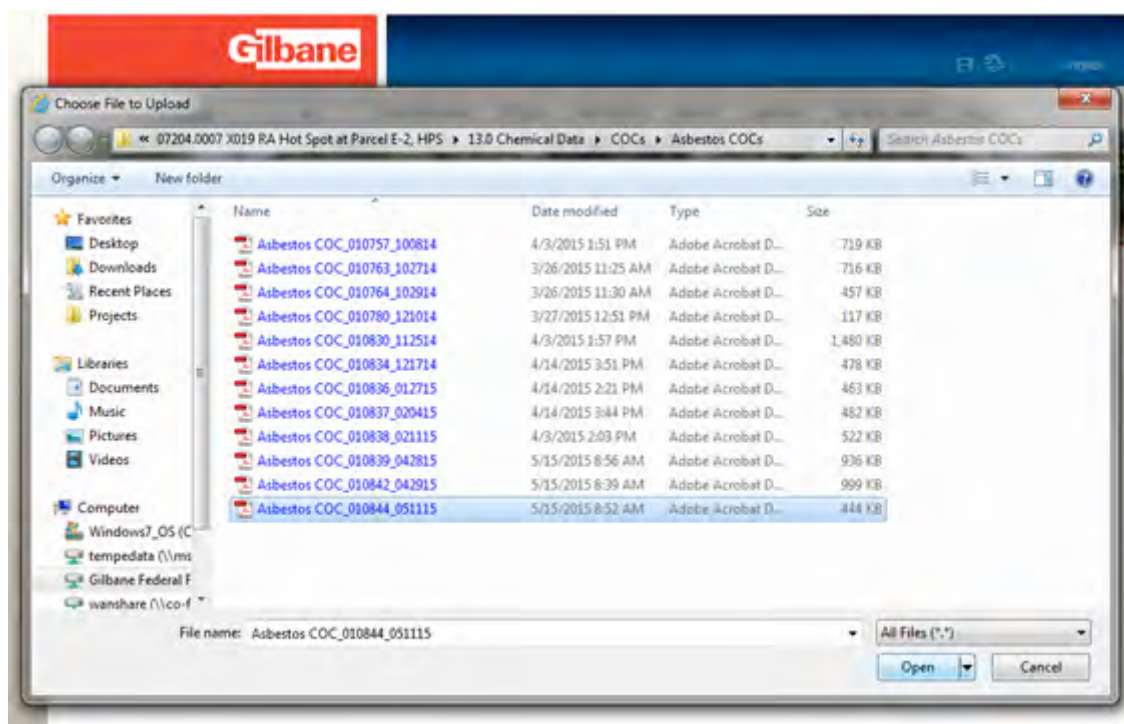 Gilbane
Choose File to Upload
« 07204.0007 X019 RA Hot Spot at Parcel E-2, HPS ▸ 13.0 Chemical Data ▸ COCs ▸ Asbestos COCs
Search Asbestos COCs
Organize
New folder
Name Date modified Type Size
Favorites
Desktop
Downloads
Recent Places
Projects
Libraries
Documents
Music
Pictures
Videos
Computer
Windows7_OS (C
tempedata (\\ms
Gilbane Federal F
wanshare (\\co-f
Asbestos COC_010757_100814 4/3/2015 1:51 PM Adobe Acrobat D... 719 KB
Asbestos COC_010763_102714 3/26/2015 11:25 AM Adobe Acrobat D... 716 KB
Asbestos COC_010764_102914 3/26/2015 11:30 AM Adobe Acrobat D... 457 KB
Asbestos COC_010780_121014 3/27/2015 12:51 PM Adobe Acrobat D... 117 KB
Asbestos COC_010830_112514 4/3/2015 1:57 PM Adobe Acrobat D... 1,480 KB
Asbestos COC_010834_121714 4/14/2015 3:51 PM Adobe Acrobat D... 478 KB
Asbestos COC_010836_012715 4/14/2015 2:21 PM Adobe Acrobat D... 463 KB
Asbestos COC_010837_020415 4/14/2015 3:44 PM Adobe Acrobat D... 482 KB
Asbestos COC_010838_021115 4/3/2015 2:03 PM Adobe Acrobat D... 522 KB
Asbestos COC_010839_042815 5/15/2015 8:56 AM Adobe Acrobat D... 936 KB
Asbestos COC_010842_042915 5/15/2015 8:39 AM Adobe Acrobat D... 999 KB
Asbestos COC_010844_051115 5/15/2015 8:52 AM Adobe Acrobat D... 444 KB
File name: Asbestos COC_010844_051115
All Files (*.*)
Open
Cancel